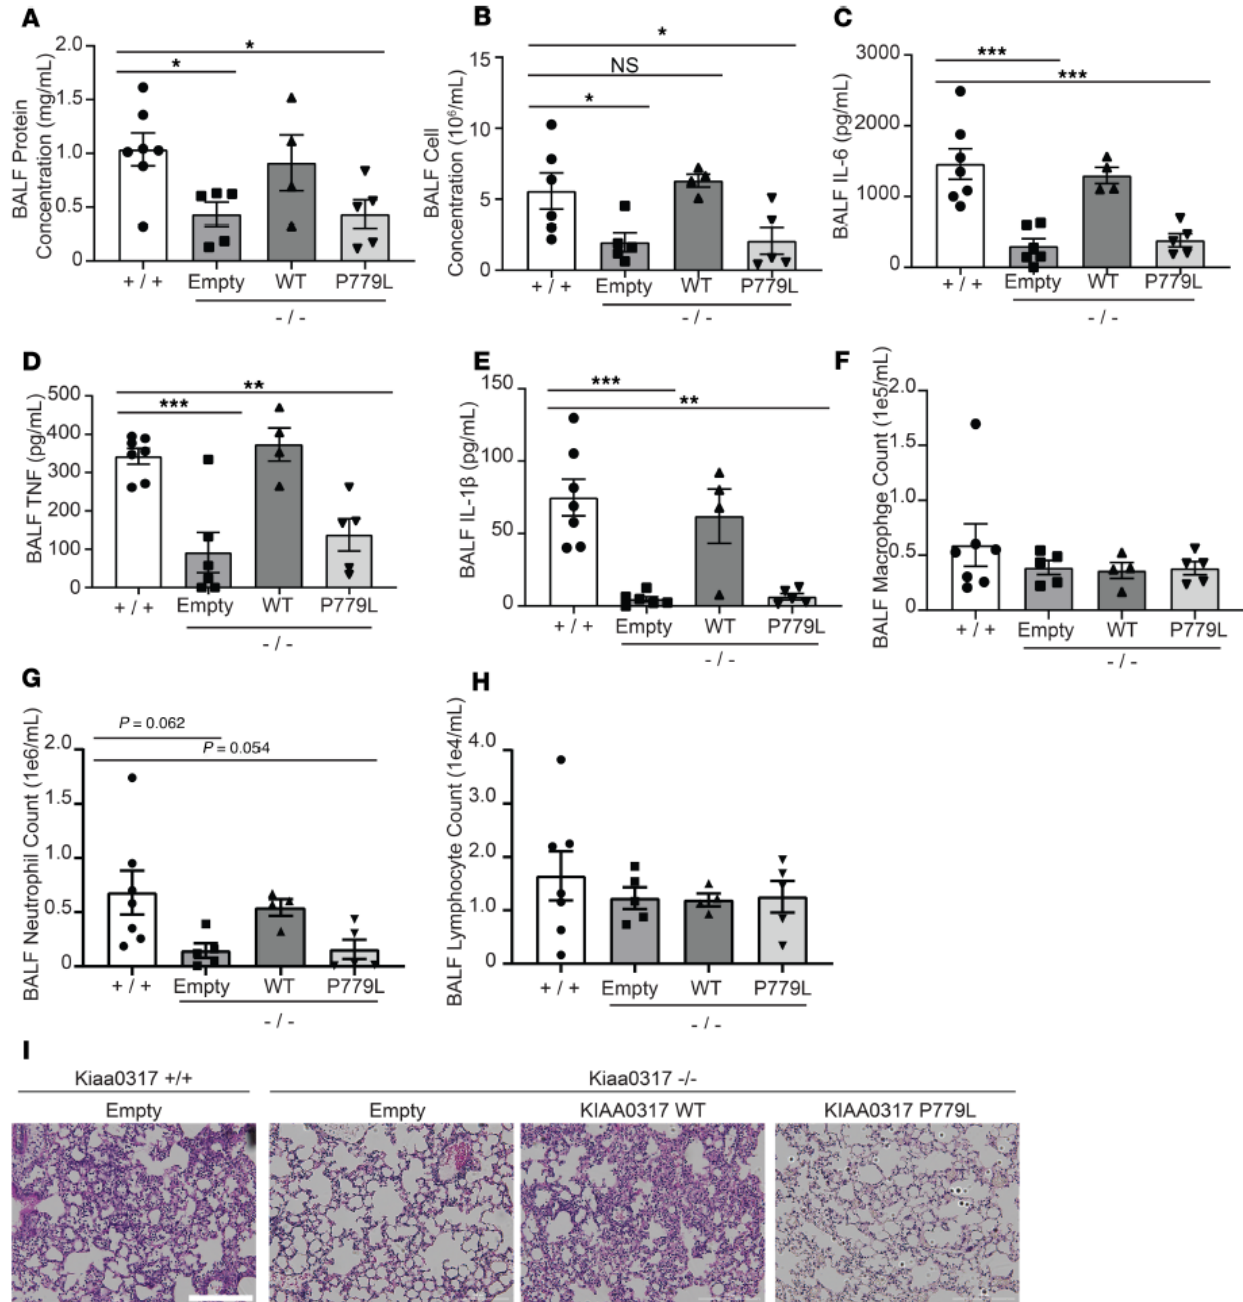 A
BALF Protein
Concentration (mg/mL)
2.0
1.5
1.0
0.5
0
*
*
+ / +
Empty
WT
P779L
- / -
B
BALF Cell
Concentration (10⁶/mL)
15
10
5
0
*
NS
*
+ / +
Empty
WT
P779L
- / -
C
BALF IL-6 (pg/mL)
3000
2000
1000
0
***
***
+ / +
Empty
WT
P779L
- / -
D
BALF TNF (pg/mL)
500
400
300
200
100
0
**
***
+ / +
Empty
WT
P779L
- / -
E
BALF IL-1β (pg/mL)
150
100
50
0
***
**
+ / +
Empty
WT
P779L
- / -
F
BALF Macrophge Count (1e5/mL)
2.0
1.5
1.0
0.5
0
+ / +
Empty
WT
P779L
- / -
G
BALF Neutrophil Count (1e6/mL)
2.0
1.5
1.0
0.5
0
P = 0.062
P = 0.054
+ / +
Empty
WT
P779L
- / -
H
BALF Lymphocyte Count (1e4/mL)
4.0
3.0
2.0
1.0
0
+ / +
Empty
WT
P779L
- / -
I
Kiaa0317 +/+
Kiaa0317 -/-
Empty
Empty
KIAA0317 WT
KIAA0317 P779L